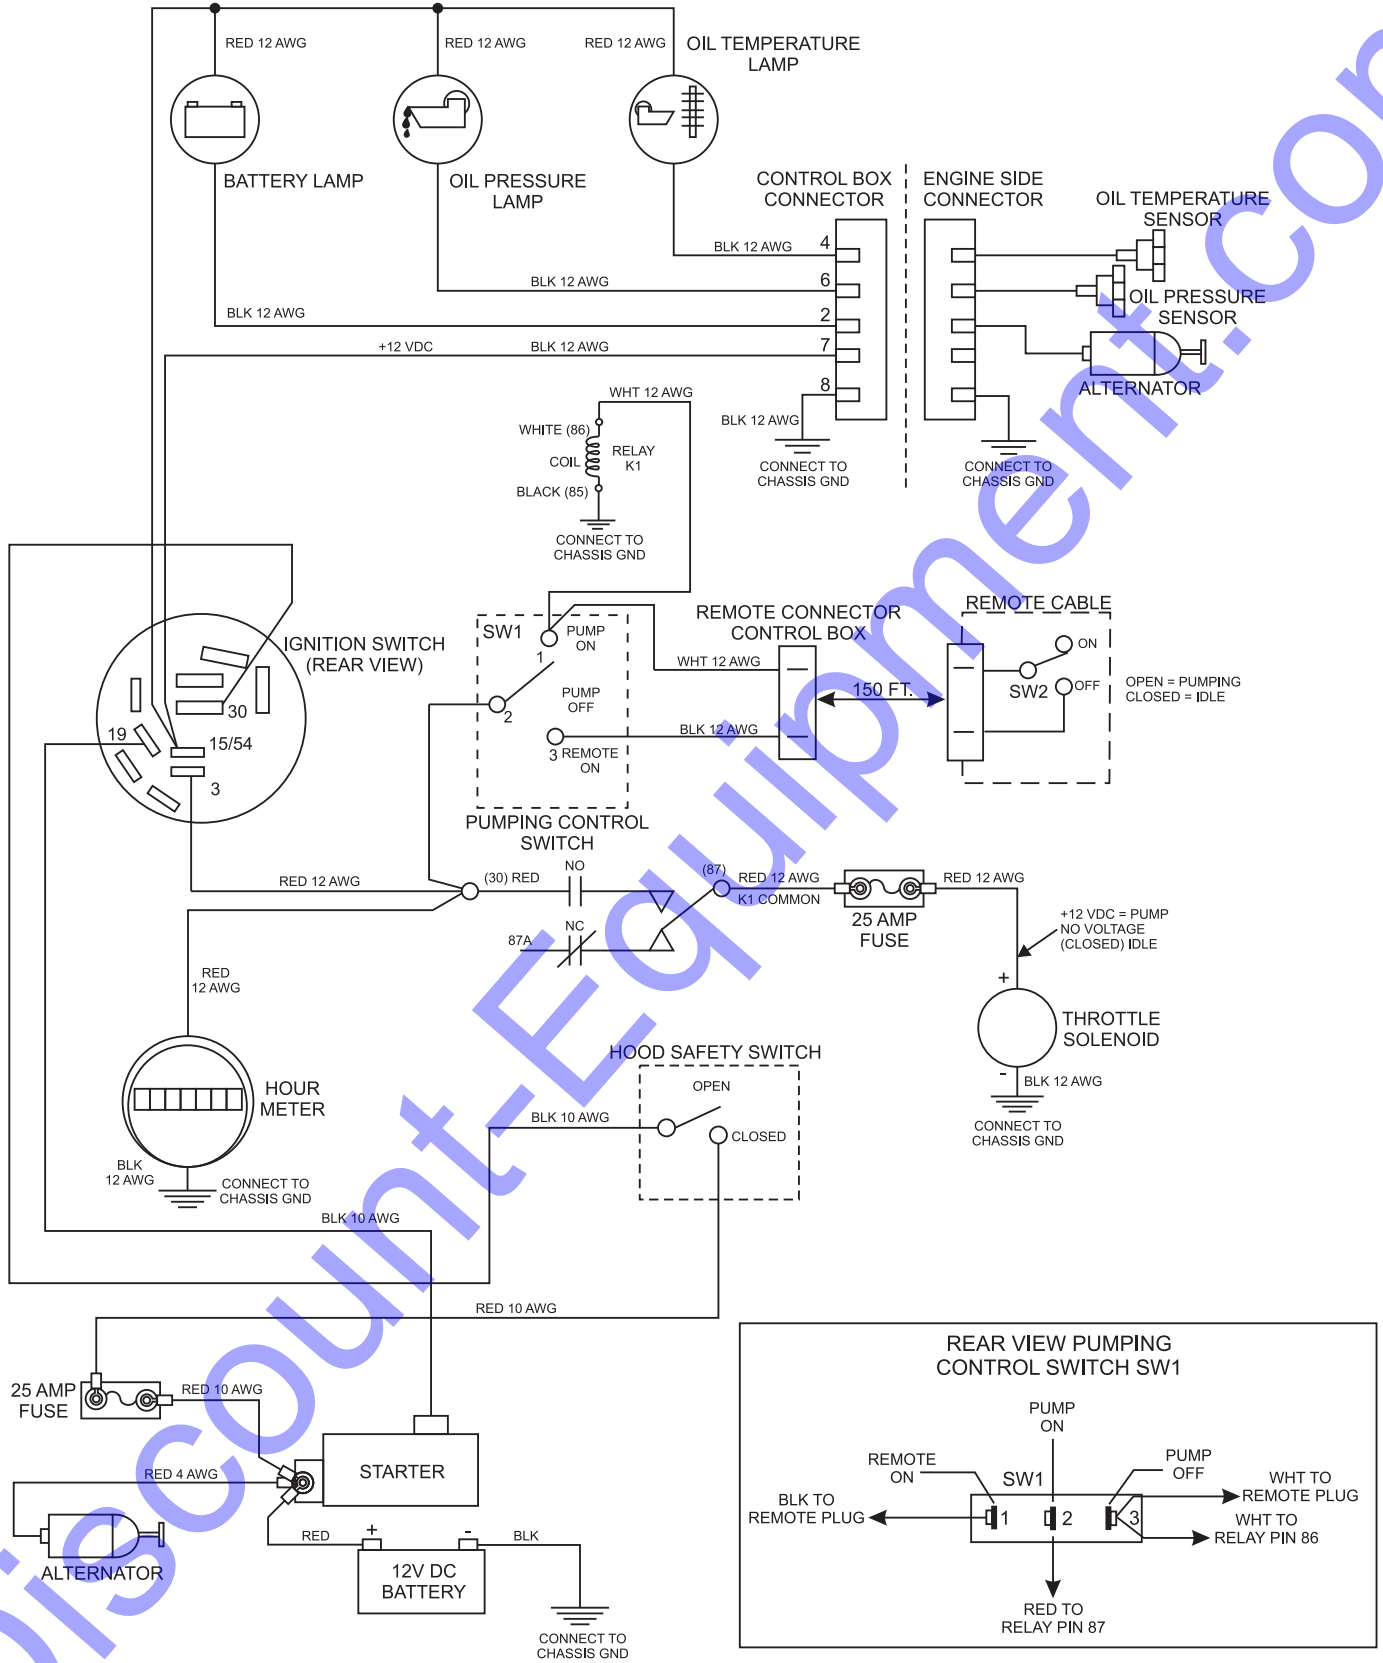 RED 12 AWG
RED 12 AWG
RED 12 AWG
OIL TEMPERATURE
LAMP
BATTERY LAMP
OIL PRESSURE
LAMP
CONTROL BOX
CONNECTOR
ENGINE SIDE
CONNECTOR
OIL TEMPERATURE
SENSOR
BLK 12 AWG
4
BLK 12 AWG
6
OIL PRESSURE
SENSOR
BLK 12 AWG
2
+12 VDC
BLK 12 AWG
7
ALTERNATOR
WHT 12 AWG
8
BLK 12 AWG
WHITE (86)
COIL
RELAY
K1
BLACK (85)
CONNECT TO
CHASSIS GND
CONNECT TO
CHASSIS GND
CONNECT TO
CHASSIS GND
IGNITION SWITCH
(REAR VIEW)
30
19
15/54
3
SW1
PUMP
ON
1
PUMP
OFF
2
3 REMOTE
ON
PUMPING CONTROL
SWITCH
REMOTE CONNECTOR
CONTROL BOX
WHT 12 AWG
BLK 12 AWG
150 FT.
REMOTE CABLE
ON
SW2
OFF
OPEN = PUMPING
CLOSED = IDLE
RED 12 AWG
(30) RED
NO
NC
87A
(87)
RED 12 AWG
K1 COMMON
25 AMP
FUSE
RED 12 AWG
+12 VDC = PUMP
NO VOLTAGE
(CLOSED) IDLE
+
THROTTLE
SOLENOID
-
BLK 12 AWG
CONNECT TO
CHASSIS GND
RED
12 AWG
HOUR
METER
BLK
12 AWG
CONNECT TO
CHASSIS GND
HOOD SAFETY SWITCH
OPEN
CLOSED
BLK 10 AWG
BLK 10 AWG
RED 10 AWG
25 AMP
FUSE
RED 10 AWG
STARTER
RED 4 AWG
ALTERNATOR
RED
+
-
BLK
12V DC
BATTERY
CONNECT TO
CHASSIS GND
REAR VIEW PUMPING
CONTROL SWITCH SW1
PUMP
ON
REMOTE
ON
SW1
PUMP
OFF
BLK TO
REMOTE PLUG
1
2
3
WHT TO
REMOTE PLUG
WHT TO
RELAY PIN 86
RED TO
RELAY PIN 87
Discount-Equipment.com